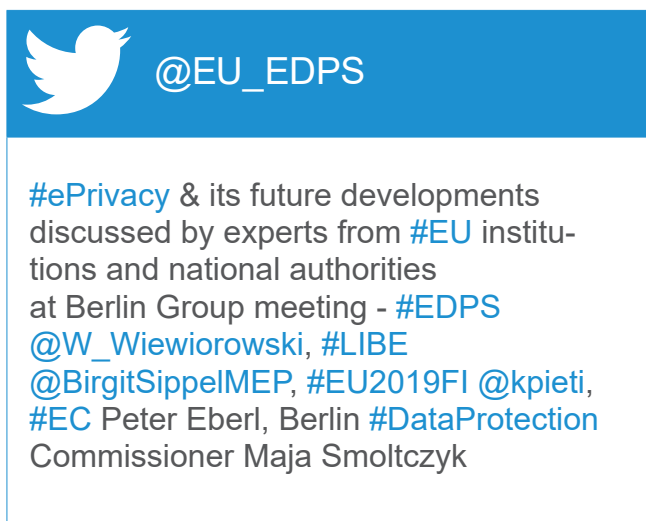 @EU_EDPS
#ePrivacy & its future developments
discussed by experts from #EU institu-
tions and national authorities
at Berlin Group meeting - #EDPS
@W_Wiewiorowski, #LIBE
@BirgitSippelMEP, #EU2019FI @kpieti,
#EC Peter Eberl, Berlin #DataProtection
Commissioner Maja Smoltczyk